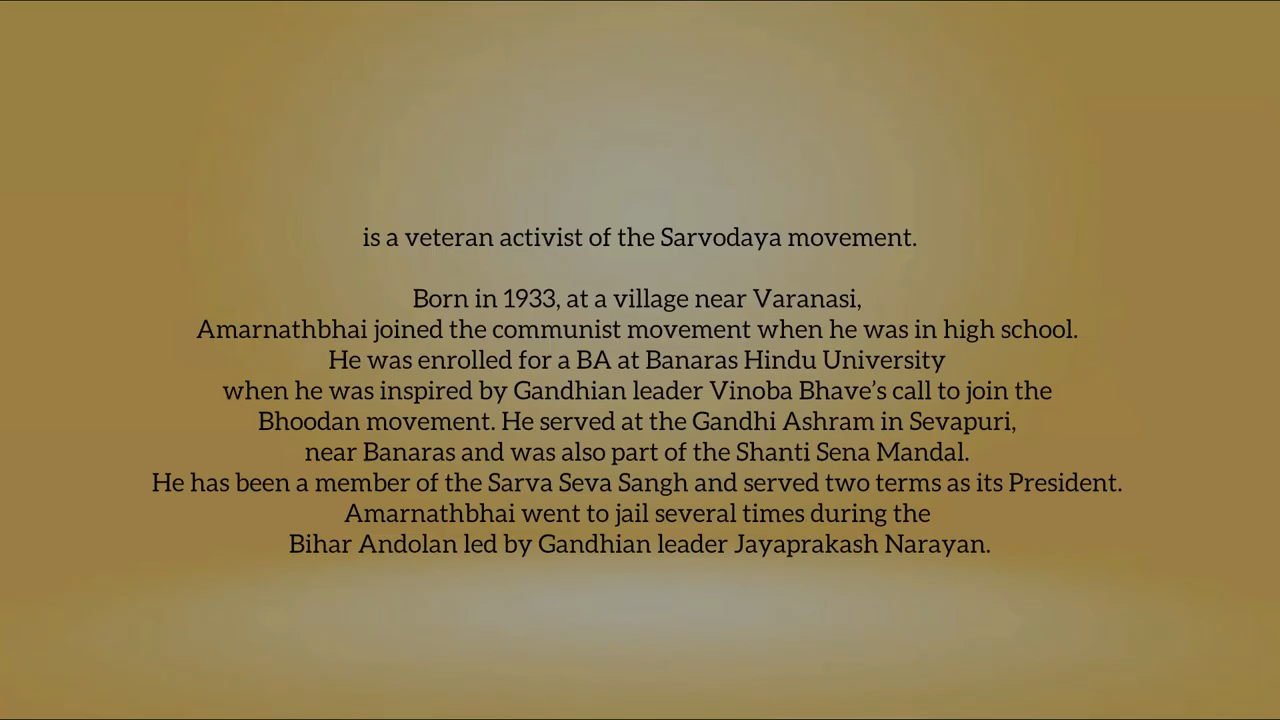 is a veteran activist of the Sarvodaya movement.
Born in 1933, at a village near Varanasi,
Amarnathbhai joined the communist movement when he was in high school.
He was enrolled for a BA at Banaras Hindu University
when he was inspired by Gandhian leader Vinoba Bhave’s call to join the
Bhoodan movement. He served at the Gandhi Ashram in Sevapuri,
near Banaras and was also part of the Shanti Sena Mandal.
He has been a member of the Sarva Seva Sangh and served two terms as its President.
Amarnathbhai went to jail several times during the
Bihar Andolan led by Gandhian leader Jayaprakash Narayan.